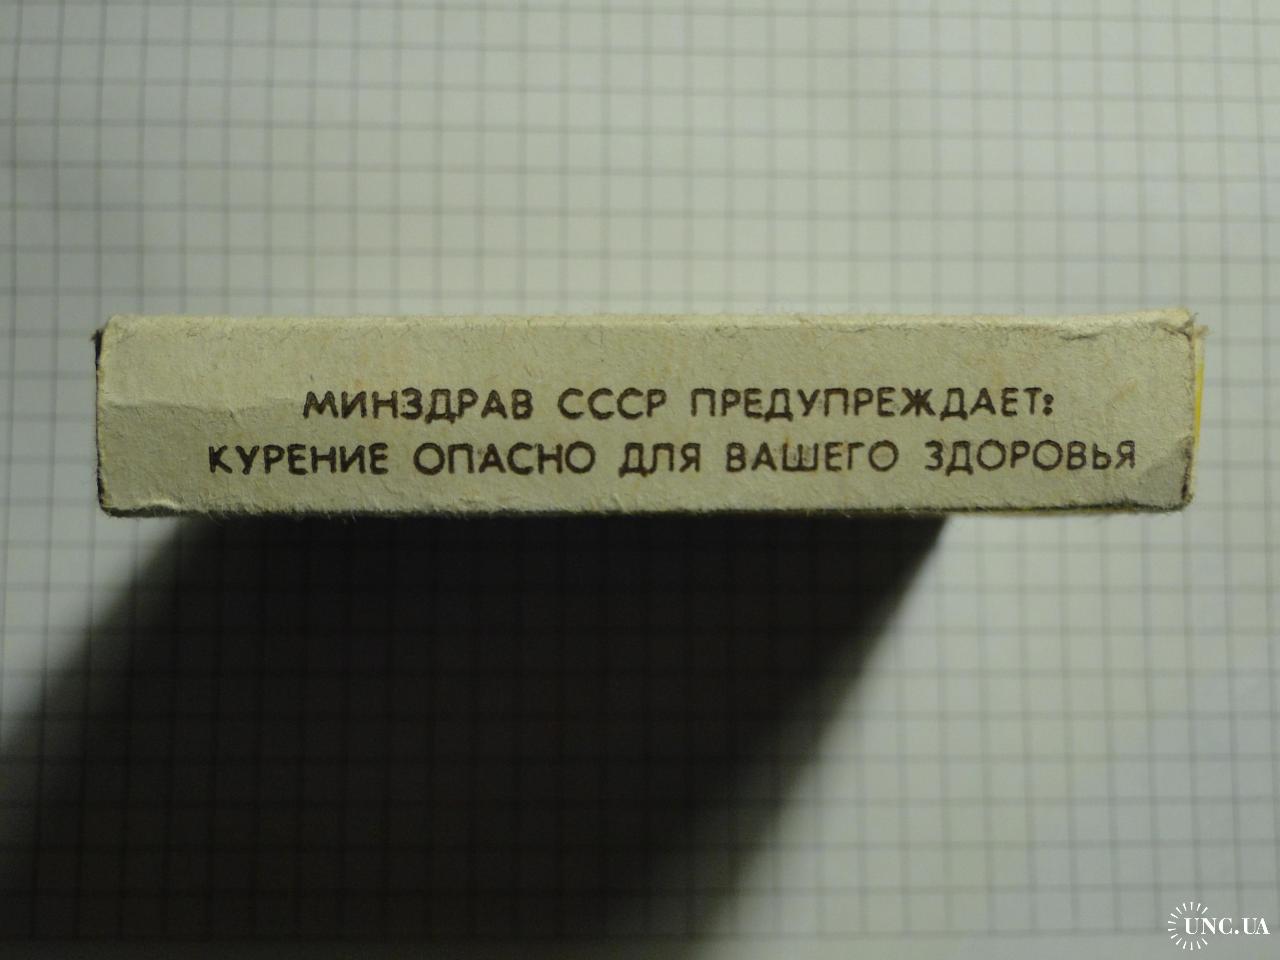 МИНЗДРАВ СССР ПРЕДУПРЕЖДАЕТ:
КУРЕНИЕ ОПАСНО ДЛЯ ВАШЕГО ЗДОРОВЬЯ
UNC.UA